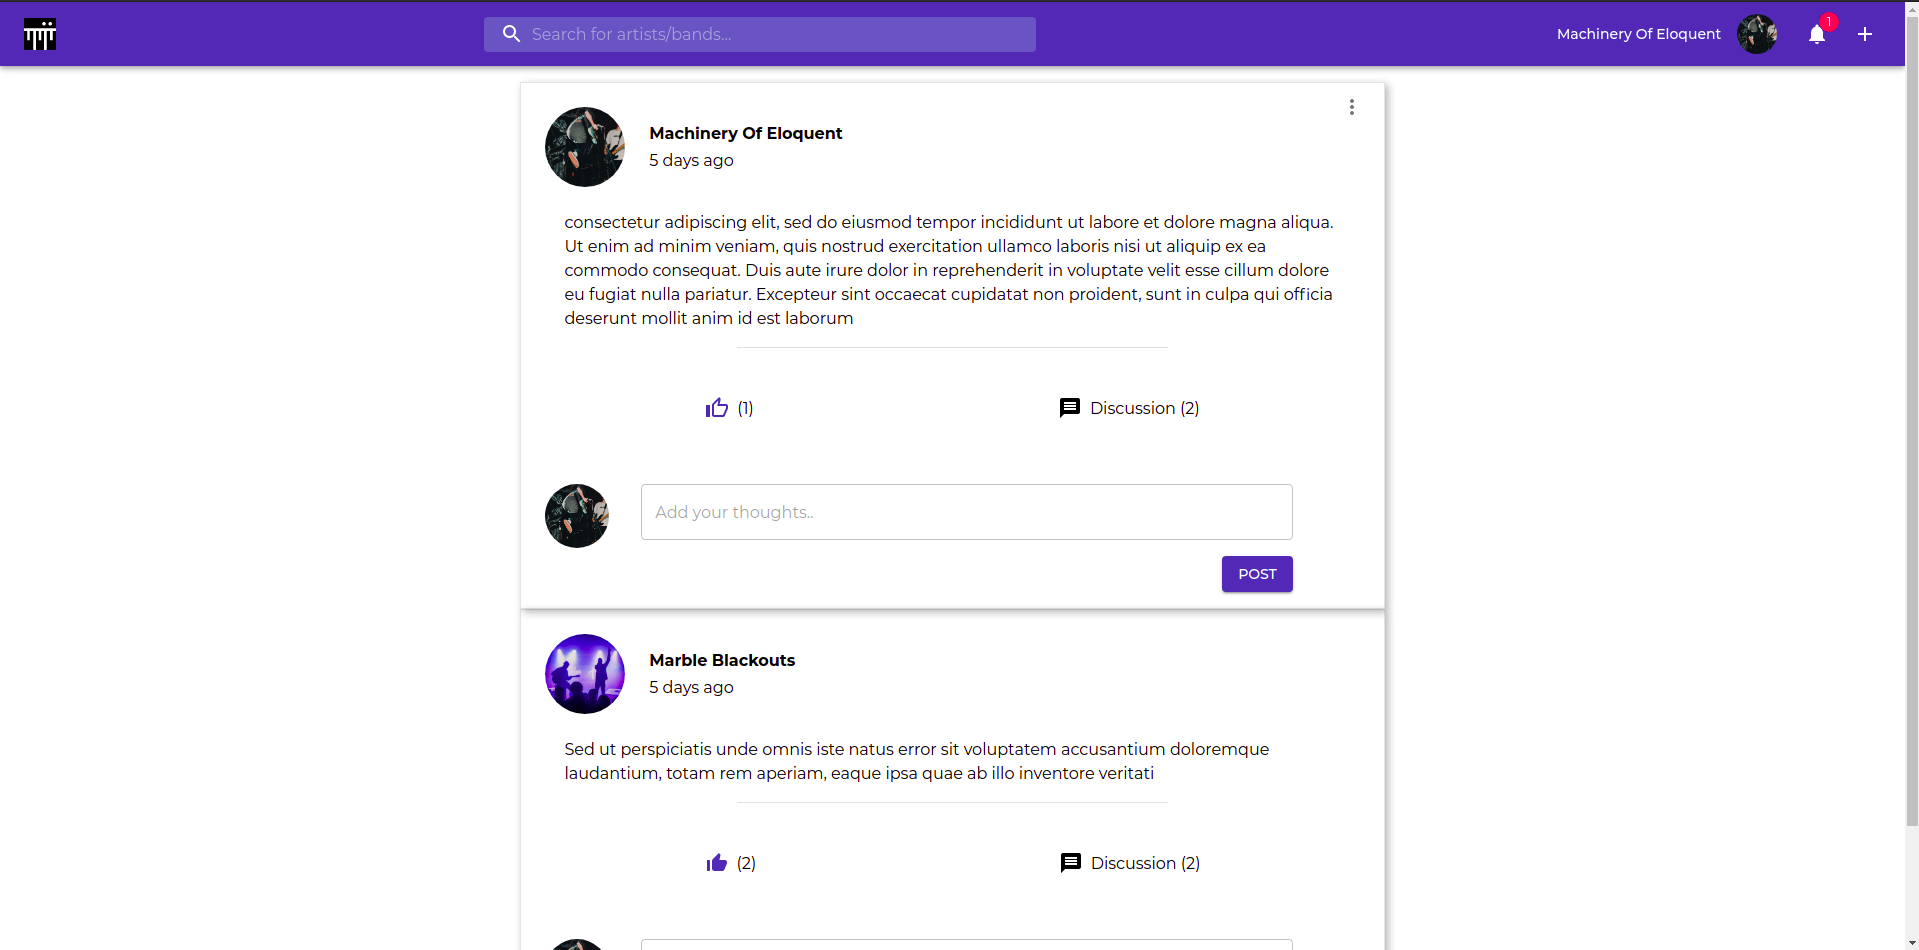 Search for artists/bands...
Machinery Of Eloquent
1
Machinery Of Eloquent
5 days ago
consectetur adipiscing elit, sed do eiusmod tempor incididunt ut labore et dolore magna aliqua.
Ut enim ad minim veniam, quis nostrud exercitation ullamco laboris nisi ut aliquip ex ea
commodo consequat. Duis aute irure dolor in reprehenderit in voluptate velit esse cillum dolore
eu fugiat nulla pariatur. Excepteur sint occaecat cupidatat non proident, sunt in culpa qui officia
deserunt mollit anim id est laborum
(1)
Discussion (2)
Add your thoughts..
POST
Marble Blackouts
5 days ago
Sed ut perspiciatis unde omnis iste natus error sit voluptatem accusantium doloremque
laudantium, totam rem aperiam, eaque ipsa quae ab illo inventore veritati
(2)
Discussion (2)